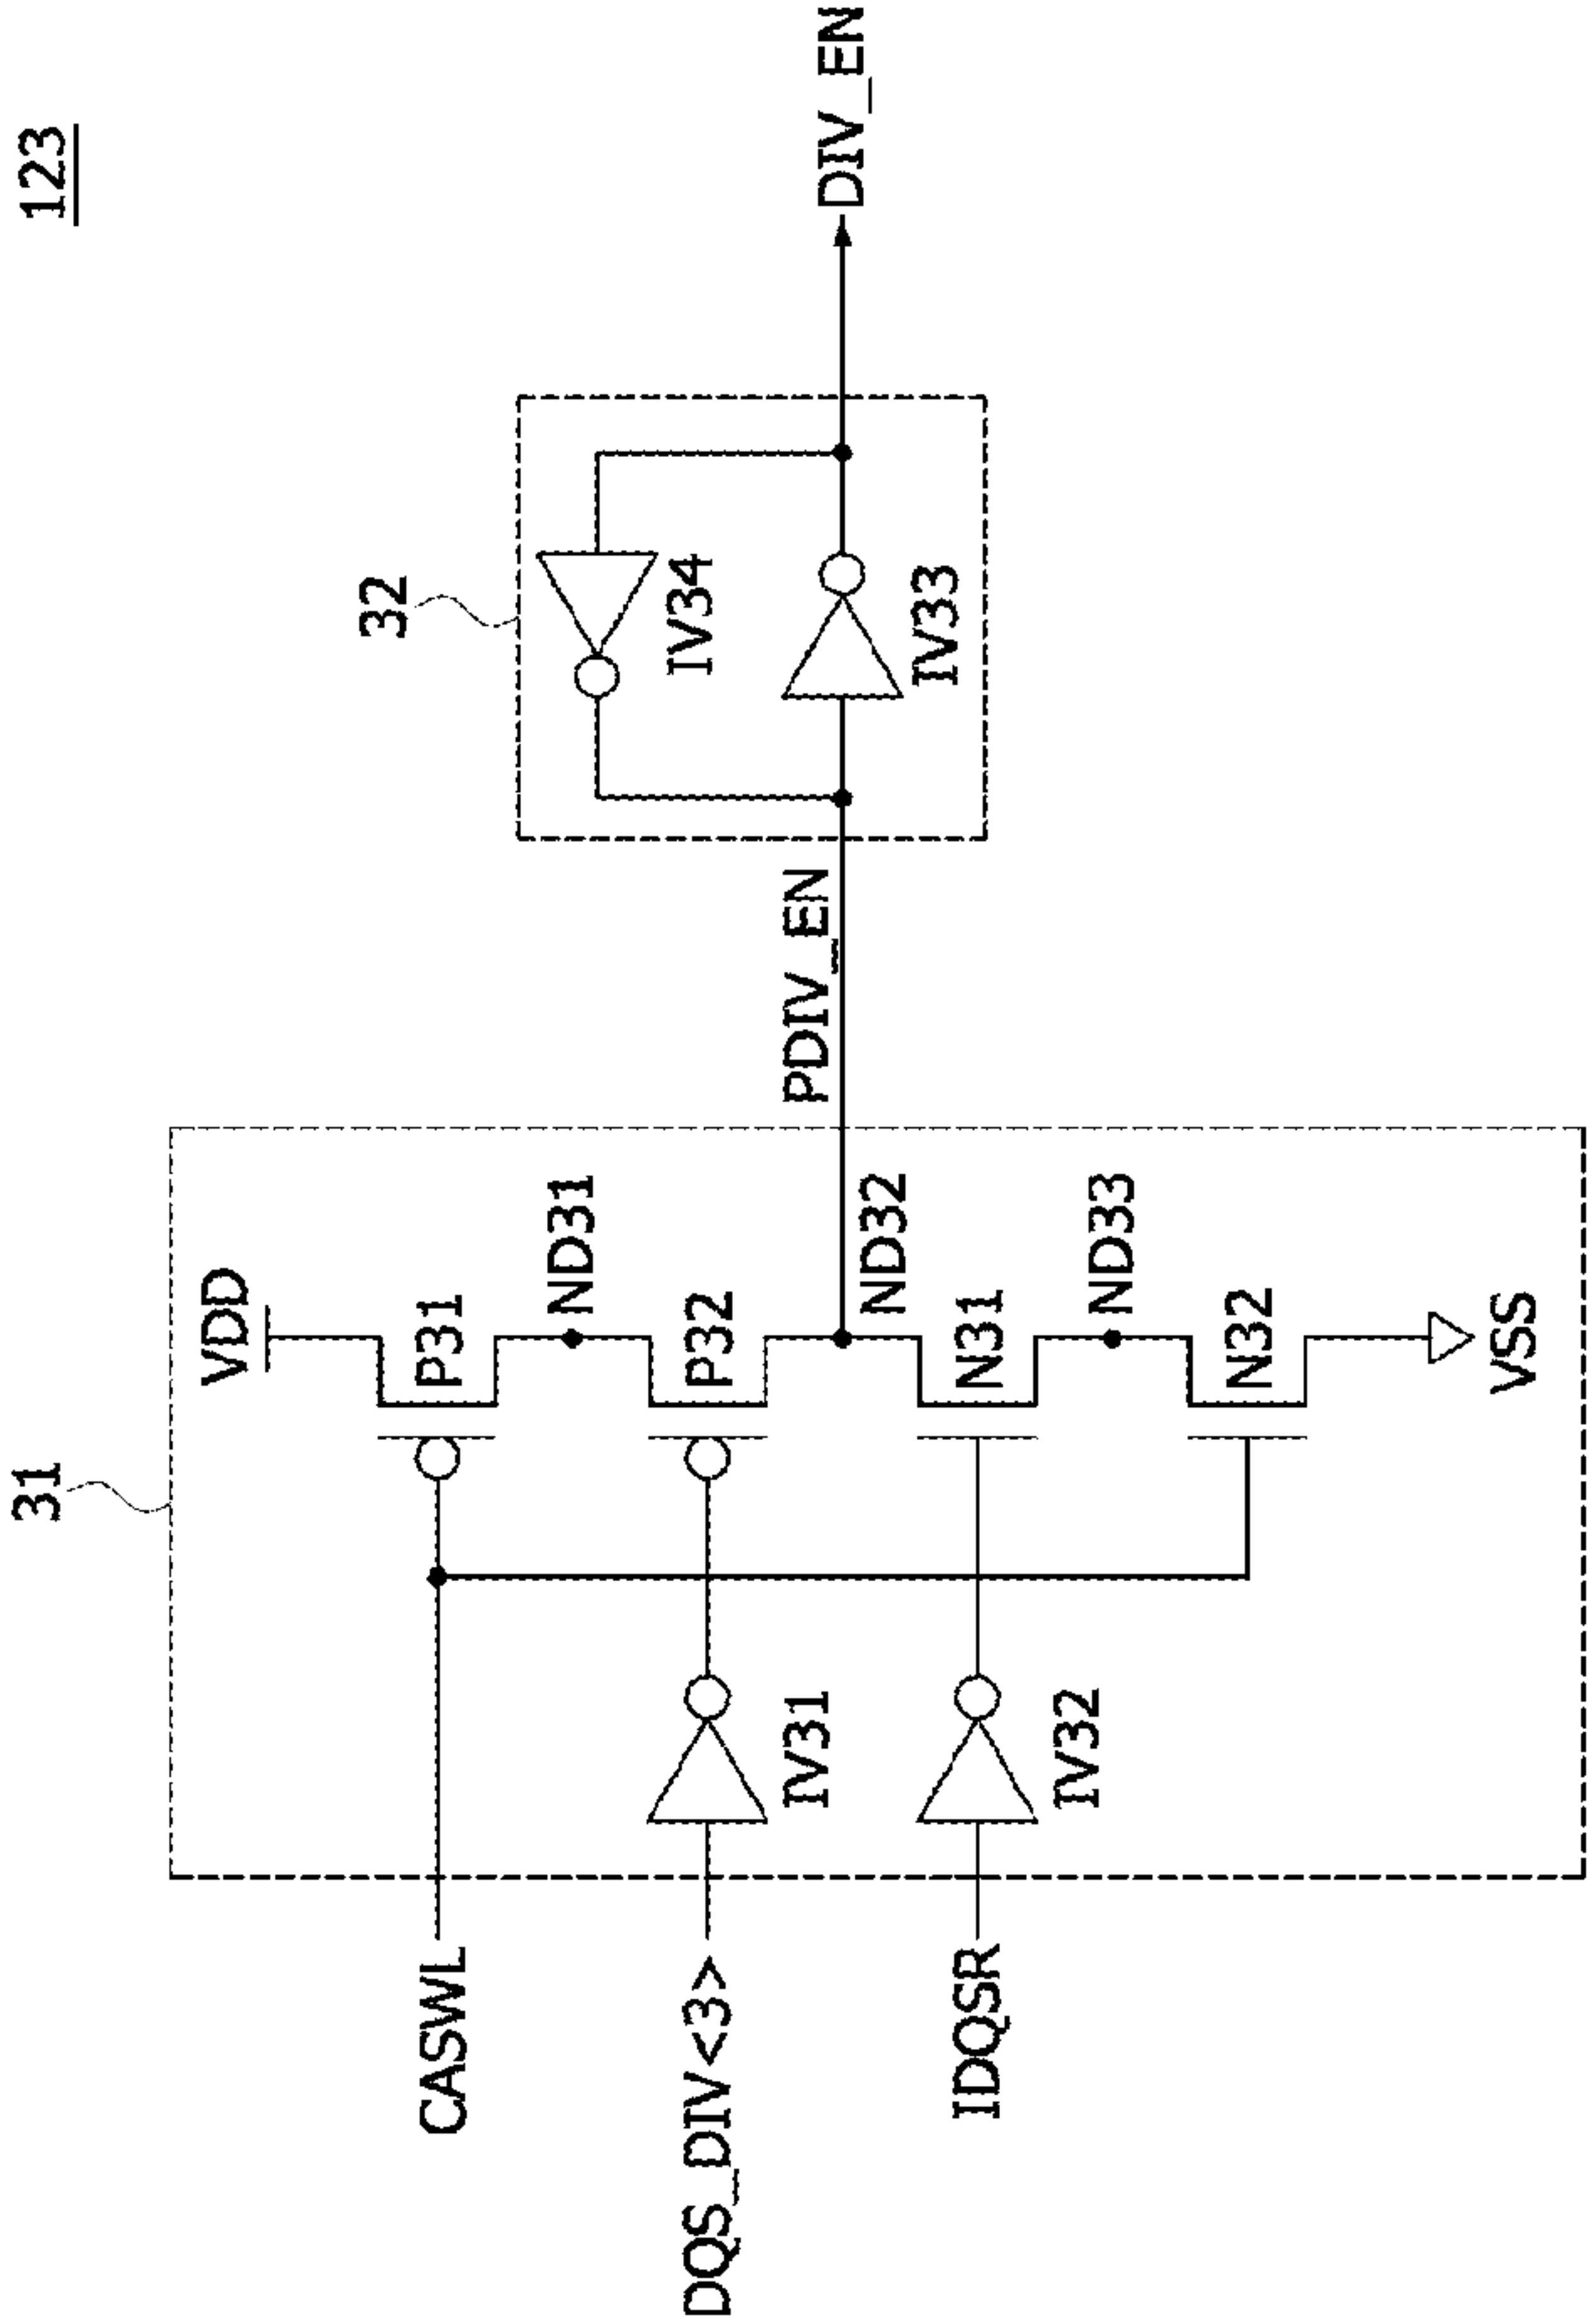 123
31
VDD
P31
ND31
CASWL
P32
DQS_DIV<3>
IV31
ND32
PDIV_EN
32
IV34
IV33
DIV_EN
N31
IDQSR
IV32
ND33
N32
VSS